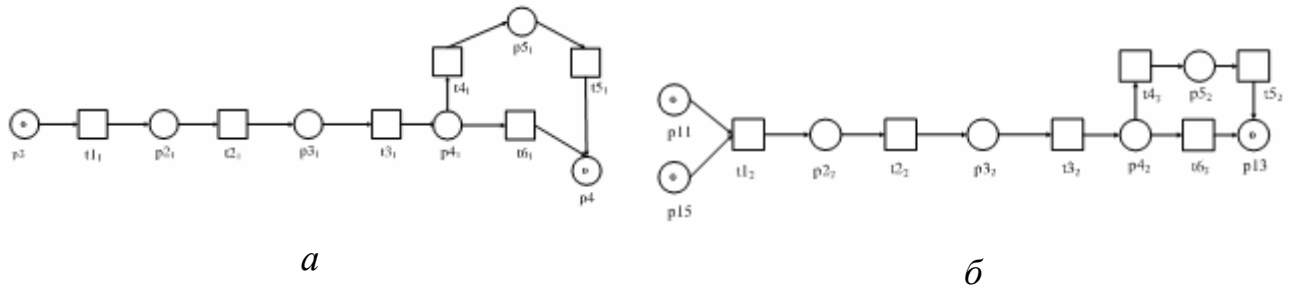 p5₁
t4₁
t5₁
p2
t1₁
p2₁
t2₁
p3₁
t3₁
p4₁
t6₁
p4
а
t4₂
p5₂
t5₂
p11
p15
t1₂
p2₂
t2₂
p3₂
t3₂
p4₂
t6₂
p13
б